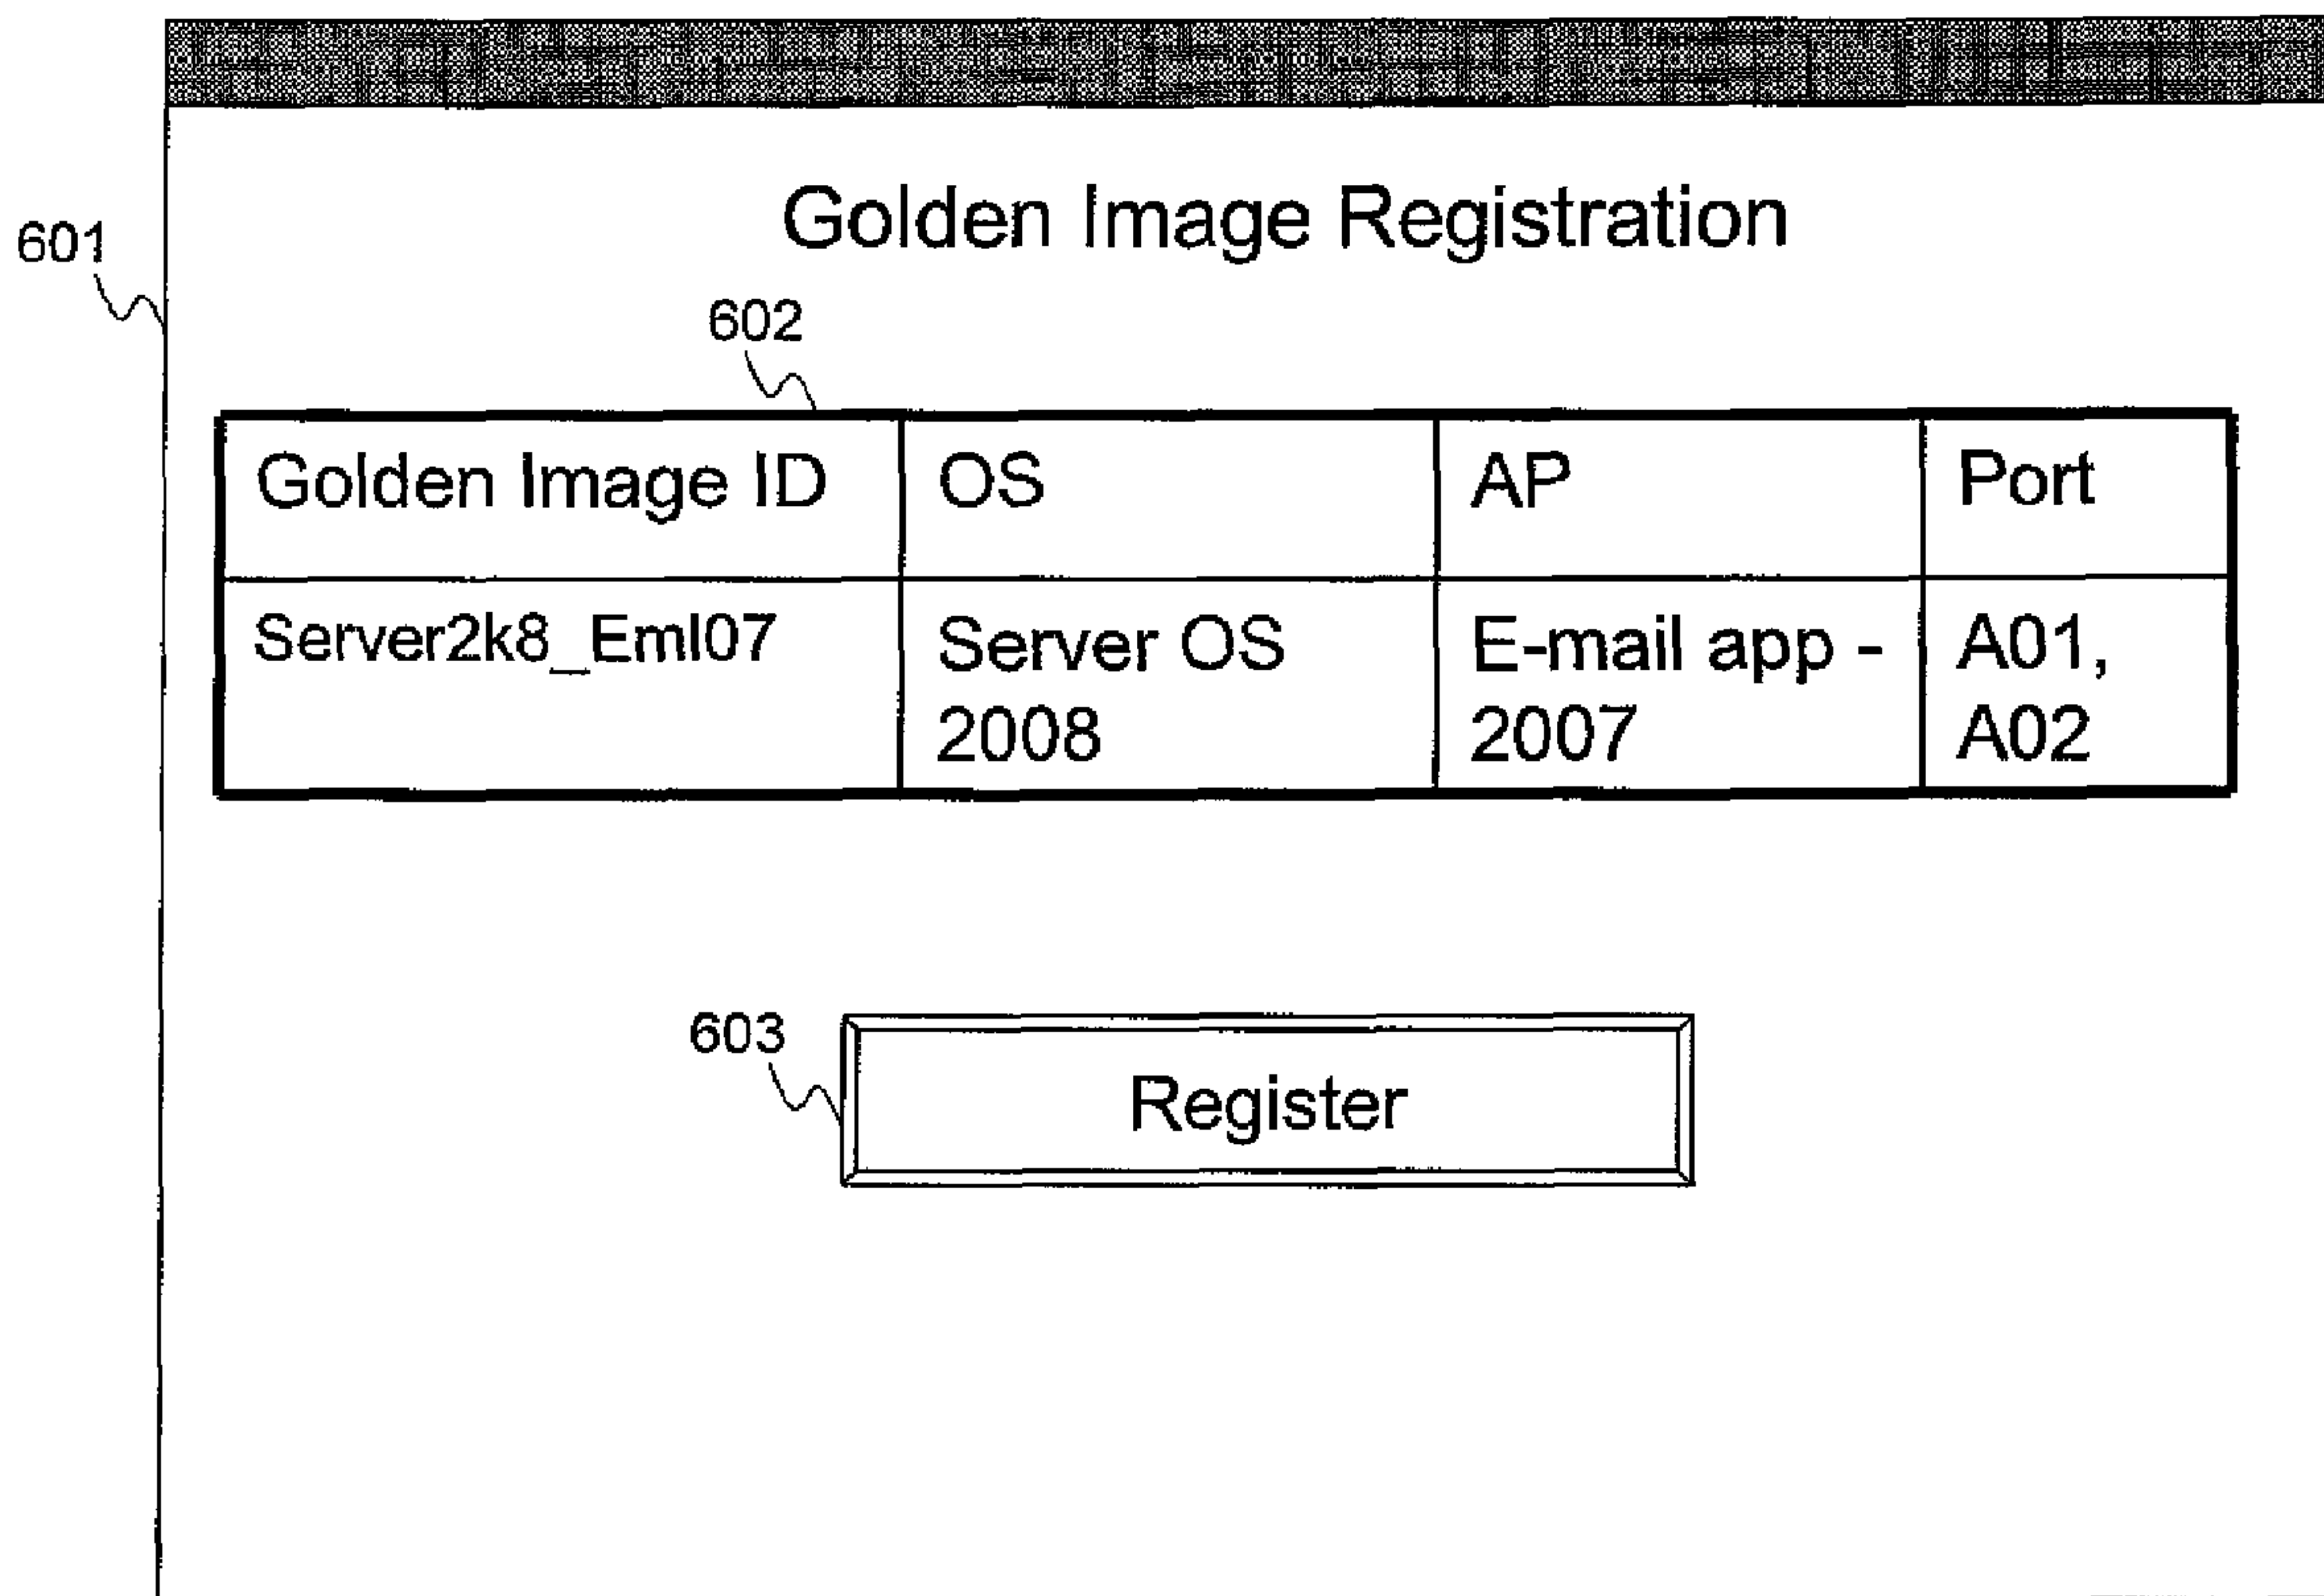 Golden Image Registration
601
602
Golden Image ID
OS
AP
Port
Server2k8_Eml07
Server OS
2008
E-mail app -
2007
A01,
A02
603
Register